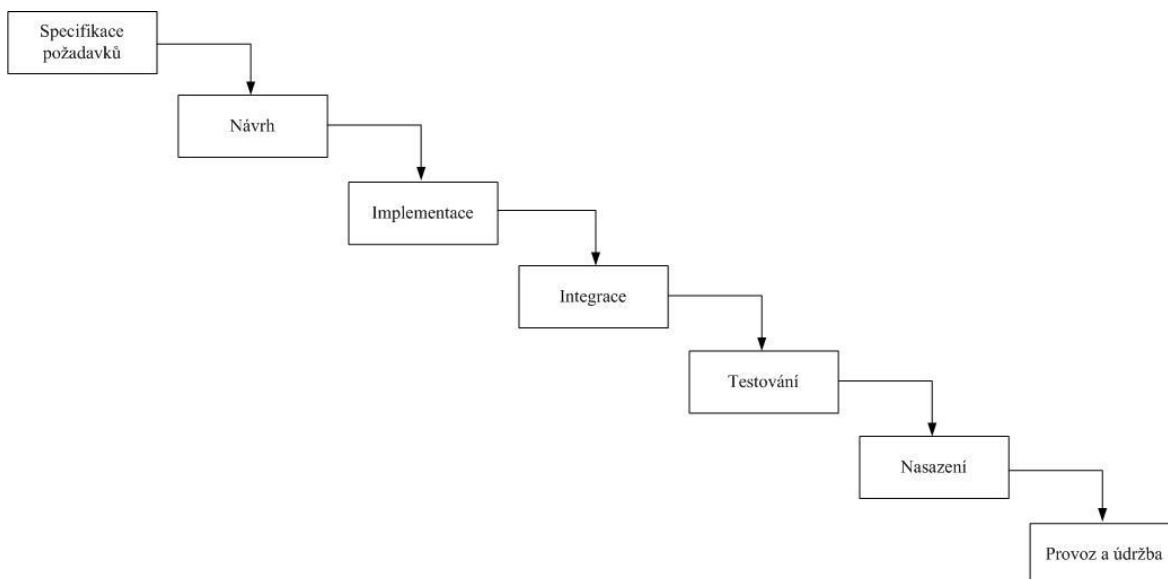 Specifikace
požadavků
Návrh
Implementace
Integrace
Testování
Nasazení
Provoz a údržba